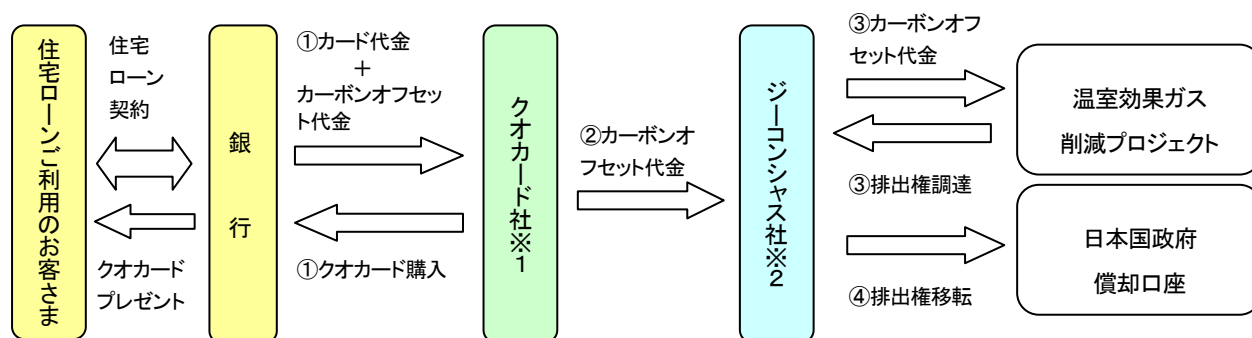 住宅ローンご利用のお客さま
住宅
ローン
契約
クオカード
プレゼント
銀行
①カード代金
＋
カーボンオフセッ
ト代金
①クオカード購入
クオカード社※1
②カーボンオ
フセット代金
ジーコンシャス社※2
③カーボンオフ
セット代金
③排出権調達
④排出権移転
温室効果ガス
削減プロジェクト
日本国政府
償却口座